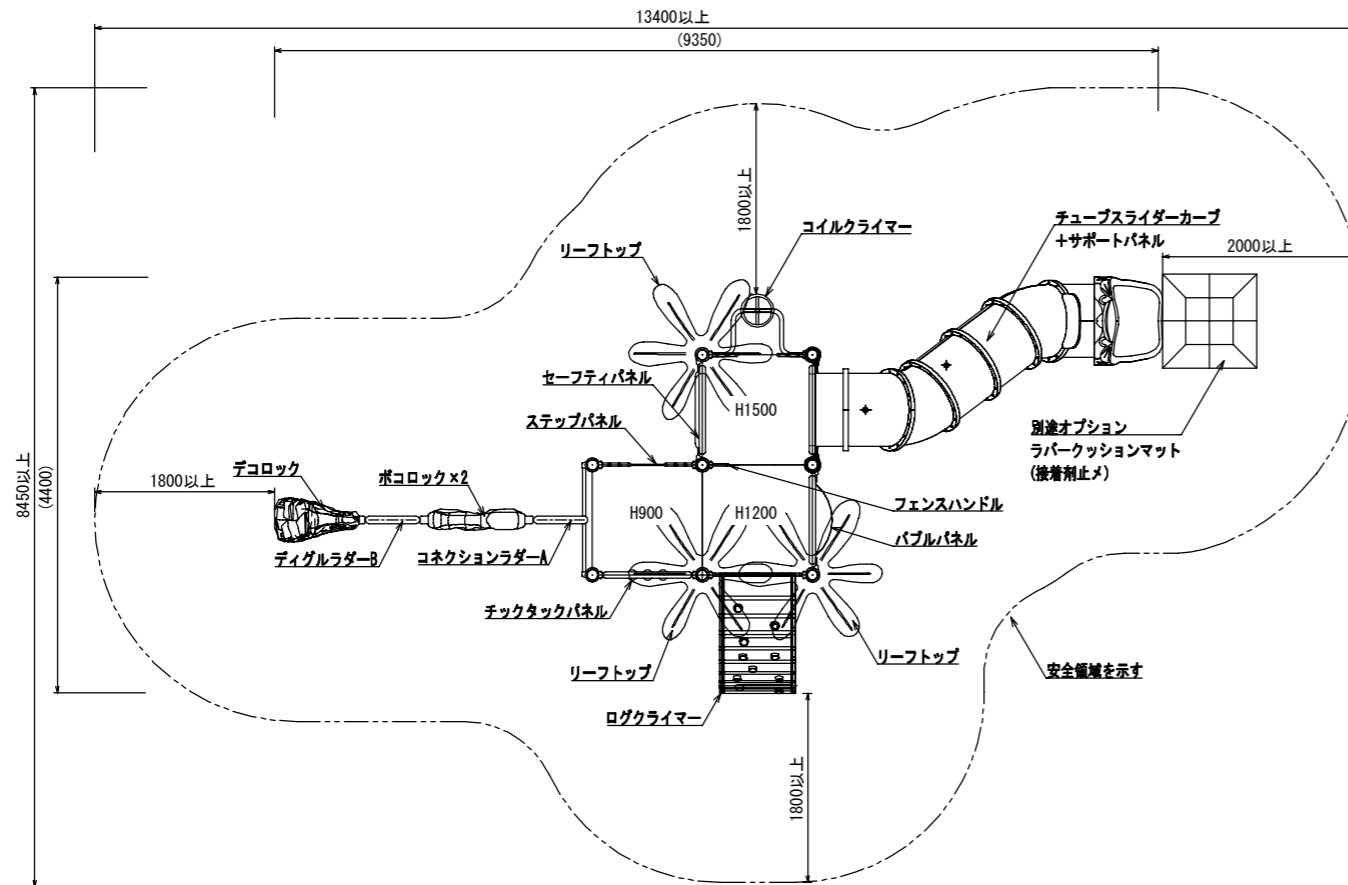 13400以上
(9350)
8450以上
(4400)
1800以上
コイルクライマー
リーフトップ
チューブスライダーカーブ
+サポートパネル
2000以上
セーフティパネル
H1500
ステップパネル
別途オプション
ラバークッションマット
(接着剤止メ)
デコロック
1800以上
ボコロック×2
フェンスハンドル
H900
H1200
バブルパネル
ディグルラダーB
コネクションラダーA
チックタックパネル
リーフトップ
リーフトップ
安全領域を示す
ログクライマー
1800以上